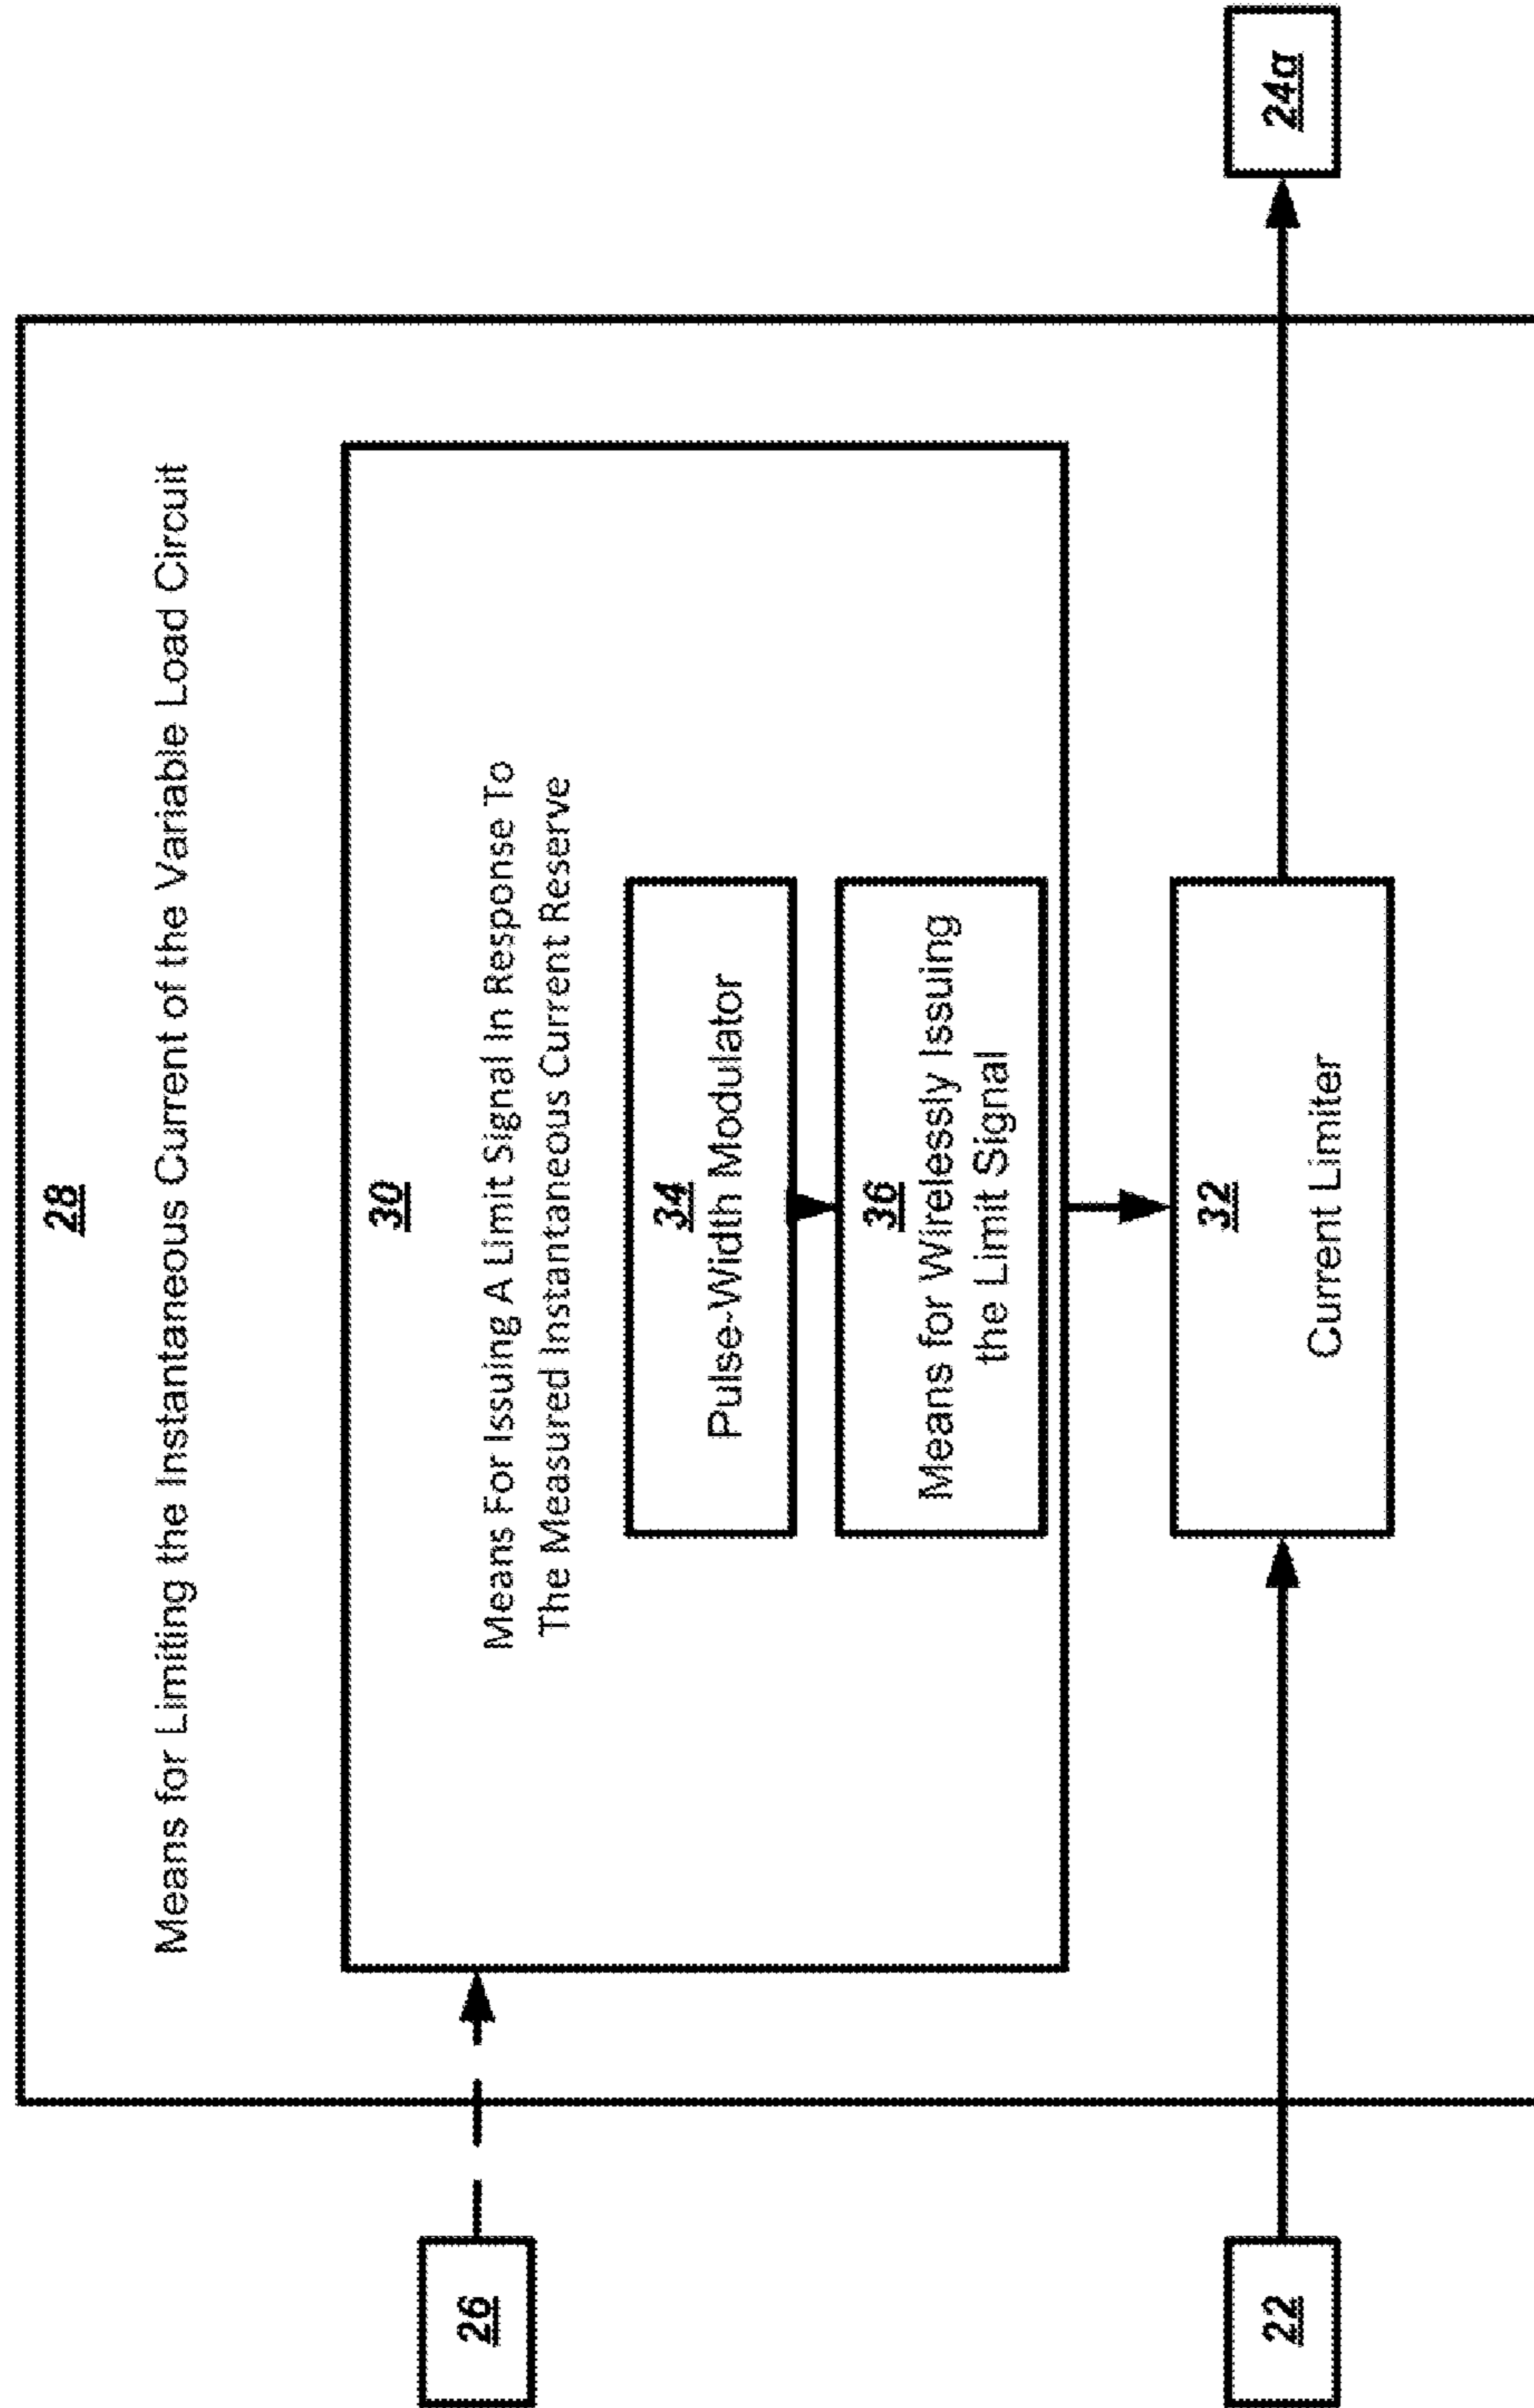 28
Means for Limiting the Instantaneous Current of the Variable Load Circuit
30
Means For Issuing A Limit Signal In Response To
The Measured Instantaneous Current Reserve
34
Pulse-Width Modulator
36
Means for Wirelessly Issuing
the Limit Signal
26
32
Current Limiter
22
24a